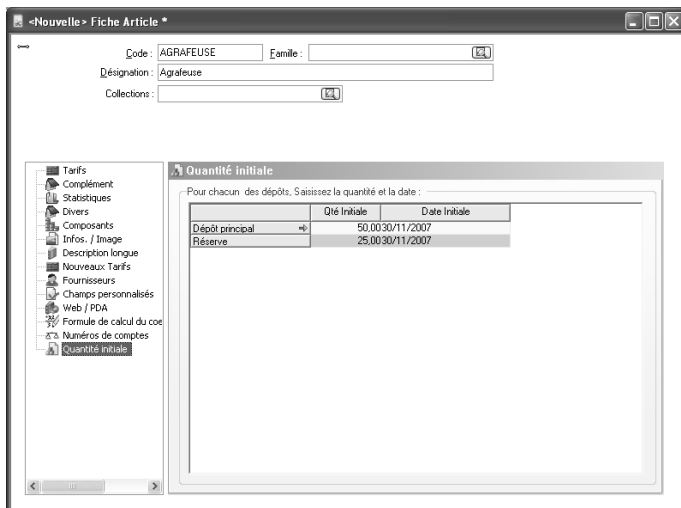 <Nouvelle> Fiche Article *
Code : AGRAFEUSE Famille :
Désignation : Agrafeuse
Collections :
Tarifs
Complément
Statistiques
Divers
Composants
Infos. / Image
Description longue
Nouveaux Tarifs
Fournisseurs
Champs personnalisés
Web / PDA
Formule de calcul du coe
Numéros de comptes
Quantité initiale
Quantité initiale
Pour chacun des dépôts, Saisissez la quantité et la date :
Qté Initiale Date Initiale
Dépôt principal 50,00 30/11/2007
Réserve 25,00 30/11/2007